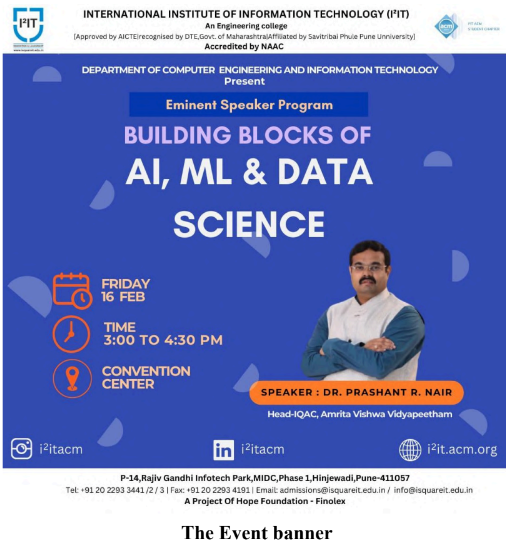 I²IT
INTERNATIONAL INSTITUTE OF INFORMATION TECHNOLOGY (I²IT)
An Engineering college
(Approved by AICTE|recognised by DTE,Govt. of Maharashtra|Affiliated by Savitribai Phule Pune Unniversity)
Accredited by NAAC
acm
DEPARTMENT OF COMPUTER ENGINEERING AND INFORMATION TECHNOLOGY
Present
Eminent Speaker Program
BUILDING BLOCKS OF
AI, ML & DATA
SCIENCE
FRIDAY
16 FEB
TIME
3:00 TO 4:30 PM
CONVENTION
CENTER
SPEAKER : DR. PRASHANT R. NAIR
Head-IQAC, Amrita Vishwa Vidyapeetham
i²itacm
in i²itacm
i²it.acm.org
P-14,Rajiv Gandhi Infotech Park,MIDC,Phase 1,Hinjewadi,Pune-411057
Tel: +91 20 2293 3441 /2 / 3 | Fax: +91 20 2293 4191 | Email: admissions@isquareit.edu.in / info@isquareit.edu.in
A Project Of Hope Foundation - Finolex
The Event banner